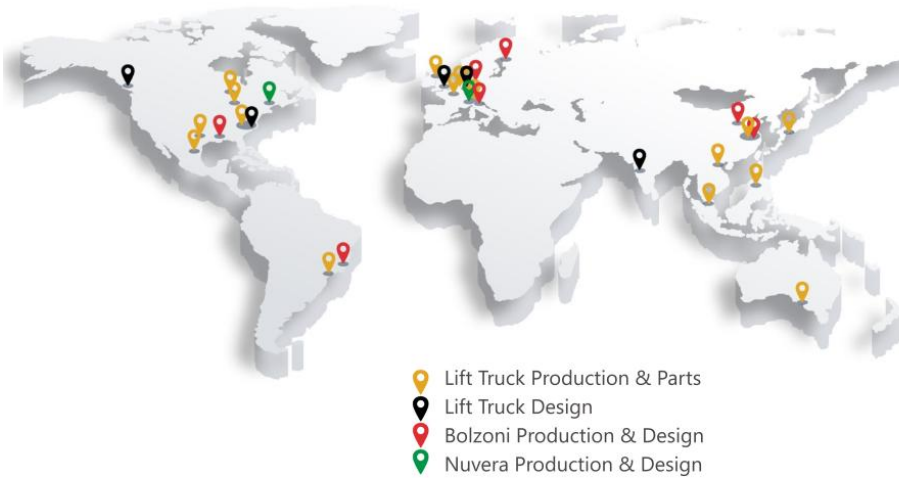 Lift Truck Production & Parts
Lift Truck Design
Bolzoni Production & Design
Nuvera Production & Design